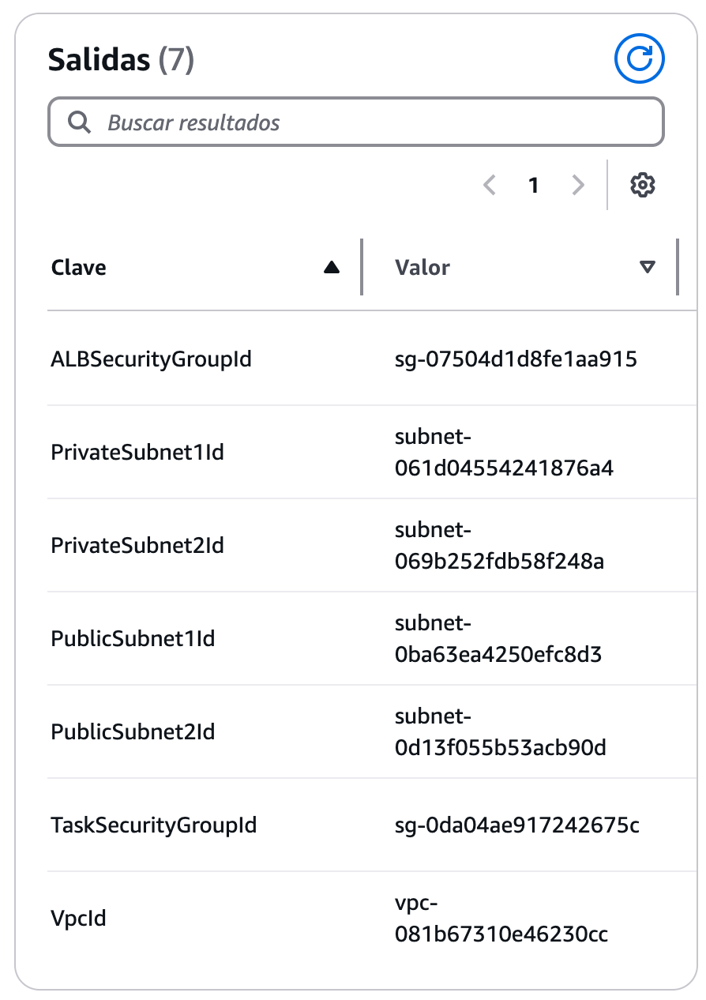 Salidas (7)
Buscar resultados
1
Clave Valor
ALBSecurityGroupId sg-07504d1d8fe1aa915
PrivateSubnet1Id subnet-
061d04554241876a4
PrivateSubnet2Id subnet-
069b252fdb58f248a
PublicSubnet1Id subnet-
0ba63ea4250efc8d3
PublicSubnet2Id subnet-
0d13f055b53acb90d
TaskSecurityGroupId sg-0da04ae917242675c
VpcId vpc-
081b67310e46230cc